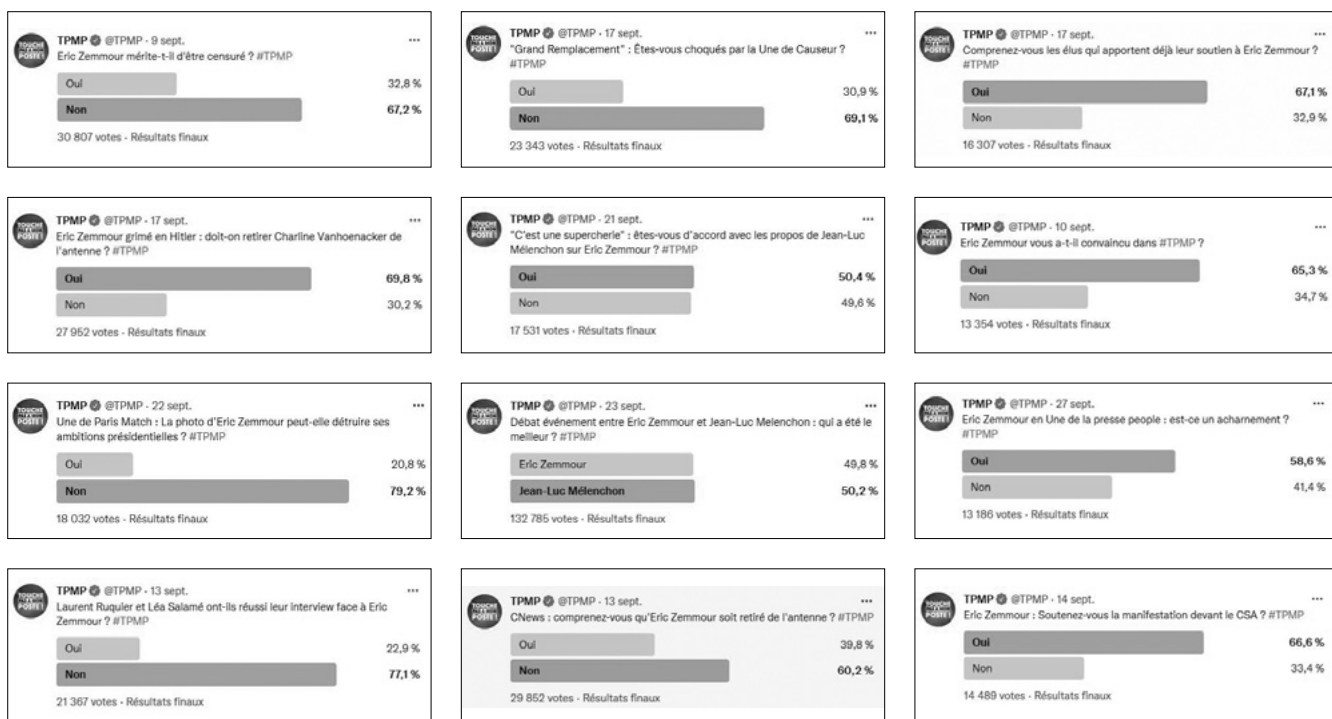 TOUCHE PAS À MON POSTE !
TPMP @TPMP · 9 sept.
Eric Zemmour mérite-t-il d'être censuré ? #TPMP
Oui 32,8 %
Non 67,2 %
30 807 votes · Résultats finaux
TPMP @TPMP · 17 sept.
"Grand Remplacement" : Êtes-vous choqués par la Une de Causeur ?
#TPMP
Oui 30,9 %
Non 69,1 %
23 343 votes · Résultats finaux
TPMP @TPMP · 17 sept.
Comprenez-vous les élus qui apportent déjà leur soutien à Eric Zemmour ?
#TPMP
Oui 67,1 %
Non 32,9 %
16 307 votes · Résultats finaux
TPMP @TPMP · 17 sept.
Eric Zemmour grimé en Hitler : doit-on retirer Charline Vanhoenacker de
l'antenne ? #TPMP
Oui 69,8 %
Non 30,2 %
27 952 votes · Résultats finaux
TPMP @TPMP · 21 sept.
"C'est une supercherie" : êtes-vous d'accord avec les propos de Jean-Luc
Mélenchon sur Eric Zemmour ? #TPMP
Oui 50,4 %
Non 49,6 %
17 531 votes · Résultats finaux
TPMP @TPMP · 10 sept.
Eric Zemmour vous a-t-il convaincu dans #TPMP ?
Oui 65,3 %
Non 34,7 %
13 354 votes · Résultats finaux
TPMP @TPMP · 22 sept.
Une de Paris Match : La photo d'Eric Zemmour peut-elle détruire ses
ambitions présidentielles ? #TPMP
Oui 20,8 %
Non 79,2 %
18 032 votes · Résultats finaux
TPMP @TPMP · 23 sept.
Débat événement entre Eric Zemmour et Jean-Luc Melenchon : qui a été le
meilleur ? #TPMP
Eric Zemmour 49,8 %
Jean-Luc Mélenchon 50,2 %
132 785 votes · Résultats finaux
TPMP @TPMP · 27 sept.
Eric Zemmour en Une de la presse people : est-ce un acharnement ?
#TPMP
Oui 58,6 %
Non 41,4 %
13 186 votes · Résultats finaux
TPMP @TPMP · 13 sept.
Laurent Ruquier et Léa Salamé ont-ils réussi leur interview face à Eric
Zemmour ? #TPMP
Oui 22,9 %
Non 77,1 %
21 367 votes · Résultats finaux
TPMP @TPMP · 13 sept.
CNews : comprenez-vous qu'Eric Zemmour soit retiré de l'antenne ? #TPMP
Oui 39,8 %
Non 60,2 %
29 852 votes · Résultats finaux
TPMP @TPMP · 14 sept.
Eric Zemmour : Soutenez-vous la manifestation devant le CSA ? #TPMP
Oui 66,6 %
Non 33,4 %
14 489 votes · Résultats finaux